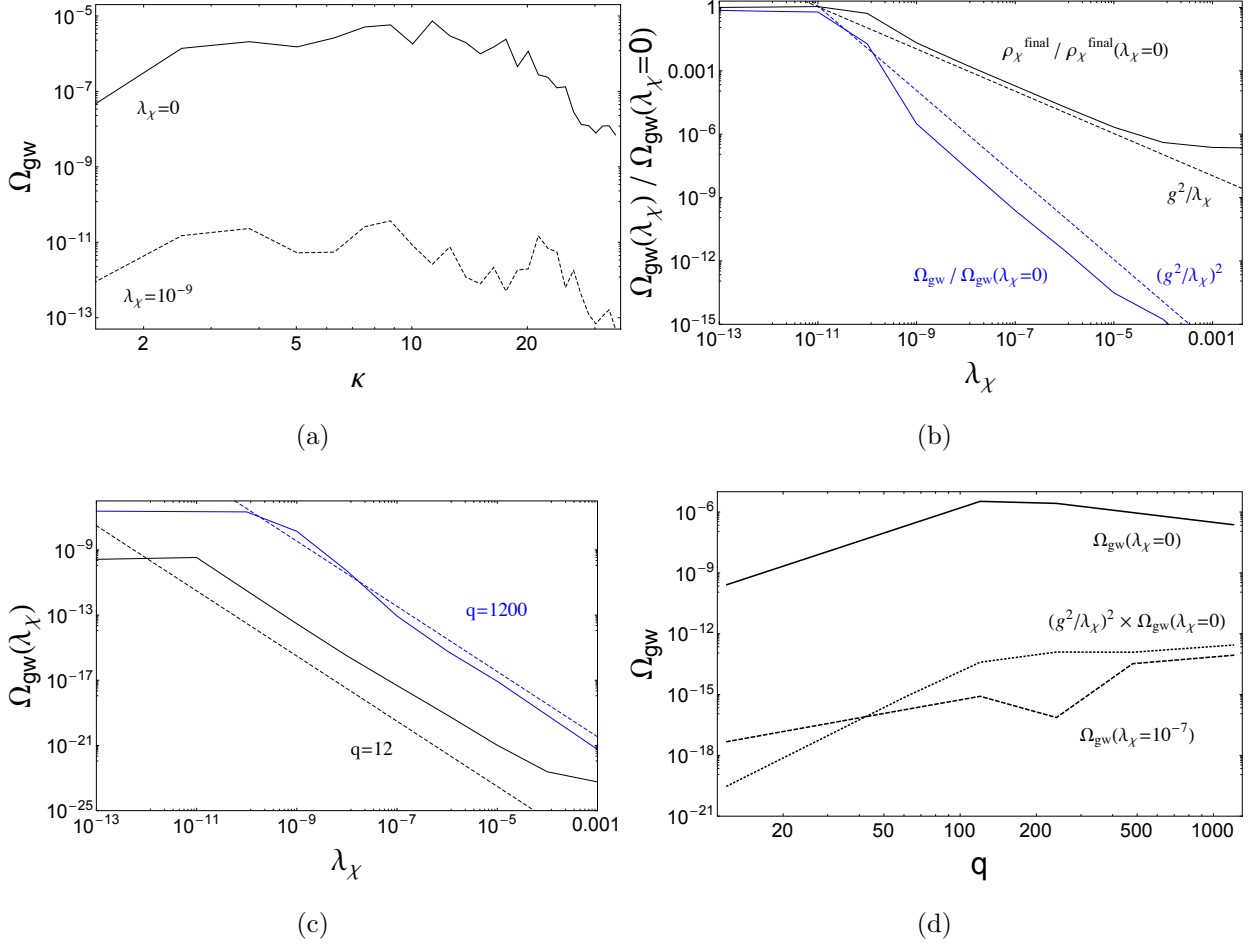 10⁻⁵
10⁻⁷
10⁻⁹
10⁻¹¹
10⁻¹³
Ω_gw
λ_χ=0
λ_χ=10⁻⁹
2
5
10
20
κ
(a)
1
0.001
10⁻⁶
10⁻⁹
10⁻¹²
10⁻¹⁵
Ω_gw(λ_χ) / Ω_gw(λ_χ=0)
ρ_χ^final / ρ_χ^final(λ_χ=0)
g²/λ_χ
Ω_gw / Ω_gw(λ_χ=0)
(g²/λ_χ)²
10⁻¹³
10⁻¹¹
10⁻⁹
10⁻⁷
10⁻⁵
0.001
λ_χ
(b)
10⁻⁹
10⁻¹³
10⁻¹⁷
10⁻²¹
10⁻²⁵
Ω_gw(λ_χ)
q=1200
q=12
10⁻¹³
10⁻¹¹
10⁻⁹
10⁻⁷
10⁻⁵
0.001
λ_χ
(c)
10⁻⁶
10⁻⁹
10⁻¹²
10⁻¹⁵
10⁻¹⁸
10⁻²¹
Ω_gw
Ω_gw(λ_χ=0)
(g²/λ_χ)² × Ω_gw(λ_χ=0)
Ω_gw(λ_χ=10⁻⁷)
20
50
100
200
500
1000
q
(d)